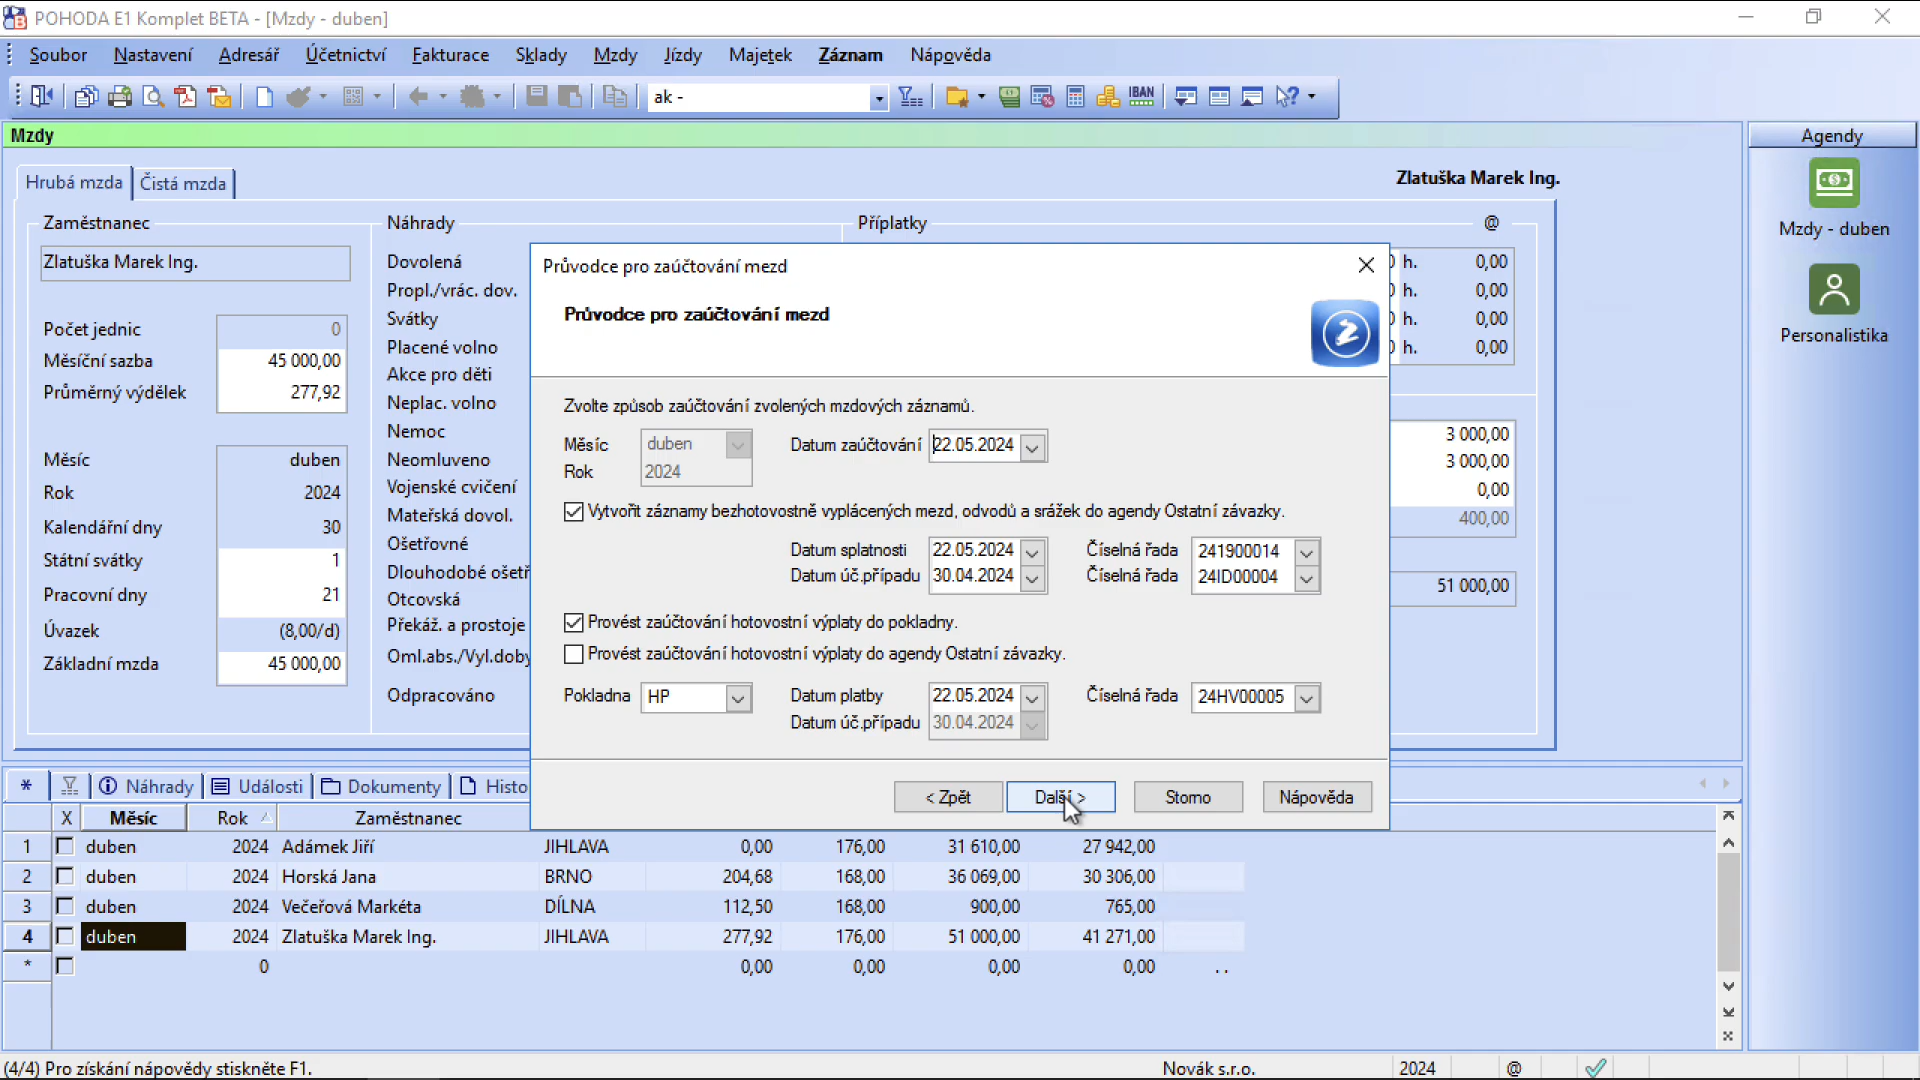 POHODA E1 Komplet BETA - [Mzdy - duben]
Soubor Nastavení Adresář Účetnictví Fakturace Sklady Mzdy Jízdy Majetek Záznam Nápověda
ak -
IBAN
Mzdy
Agendy
Hrubá mzda Čistá mzda
Zlatuška Marek Ing.
Mzdy - duben
Personalistika
Zaměstnanec
Zlatuška Marek Ing.
Počet jednic 0
Měsíční sazba 45 000,00
Průměrný výdělek 277,92
Měsíc duben
Rok 2024
Kalendářní dny 30
Státní svátky 1
Pracovní dny 21
Úvazek (8,00/d)
Základní mzda 45 000,00
Náhrady
Dovolená
Propl./vrác. dov.
Svátky
Placené volno
Akce pro děti
Neplac. volno
Nemoc
Neomluveno
Vojenské cvičení
Mateřská dovol.
Ošetřovné
Dlouhodobé ošetř
Otcovská
Překáž. a prostoje
Oml.abs./Vyl.doby
Odpracováno
Příplatky @
h. 0,00
h. 0,00
h. 0,00
h. 0,00
3 000,00
3 000,00
0,00
400,00
51 000,00
Průvodce pro zaúčtování mezd
Průvodce pro zaúčtování mezd
Zvolte způsob zaúčtování zvolených mzdových záznamů.
Měsíc duben Datum zaúčtování 22.05.2024
Rok 2024
Vytvořit záznamy bezhotovostně vyplácených mezd, odvodů a srážek do agendy Ostatní závazky.
Datum splatnosti 22.05.2024 Číselná řada 241900014
Datum úč.případu 30.04.2024 Číselná řada 24ID00004
Provést zaúčtování hotovostní výplaty do pokladny.
Provést zaúčtování hotovostní výplaty do agendy Ostatní závazky.
Pokladna HP Datum platby 22.05.2024 Číselná řada 24HV00005
Datum úč.případu 30.04.2024
< Zpět Další > Storno Nápověda
* Náhrady Události Dokumenty Histo
X Měsíc Rok Zaměstnanec
1 duben 2024 Adámek Jiří JIHLAVA 0,00 176,00 31 610,00 27 942,00
2 duben 2024 Horská Jana BRNO 204,68 168,00 36 069,00 30 306,00
3 duben 2024 Večeřová Markéta DÍLNA 112,50 168,00 900,00 765,00
4 duben 2024 Zlatuška Marek Ing. JIHLAVA 277,92 176,00 51 000,00 41 271,00
* 0 0,00 0,00 0,00 0,00 . .
(4/4) Pro získání nápovědy stiskněte F1. Novák s.r.o. 2024 @